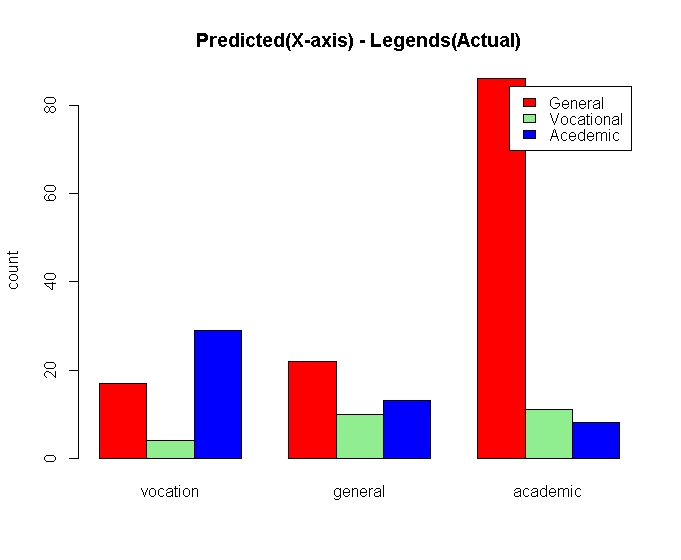 Predicted(X-axis) - Legends(Actual)
General
Vocational
Acedemic
80
60
40
20
0
count
vocation general academic